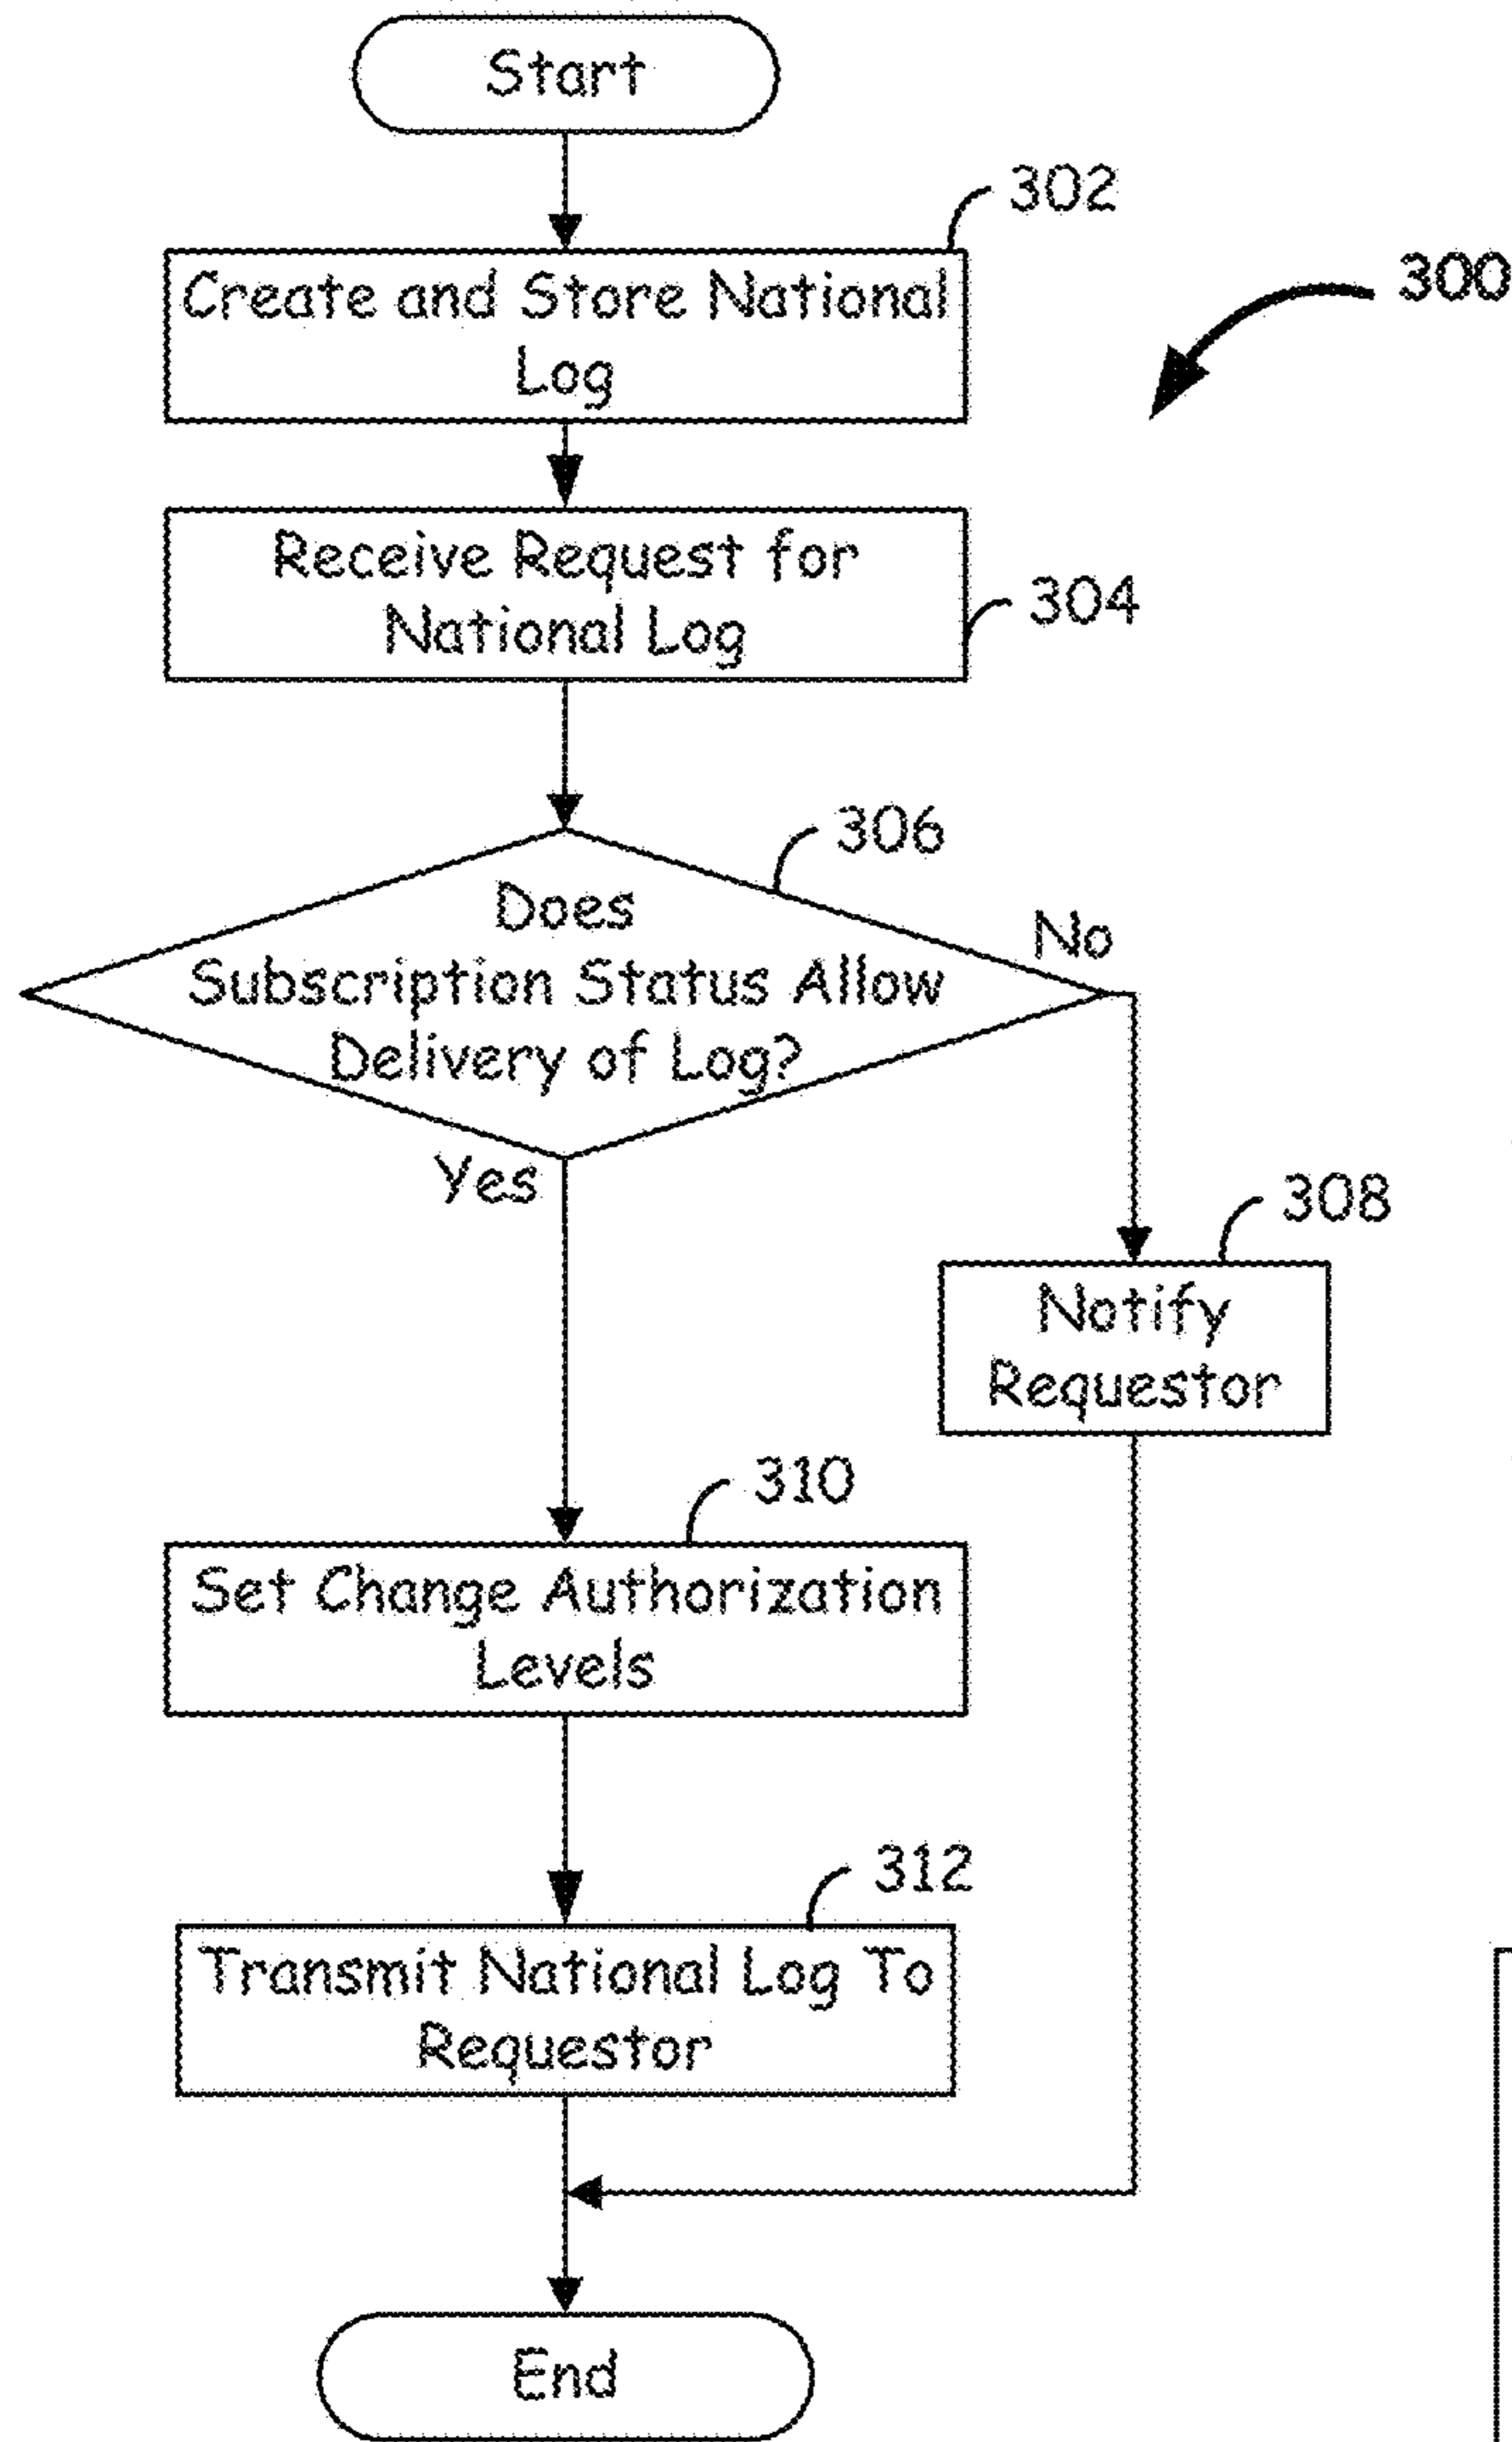 Start
302
300
Create and Store National
Log
Receive Request for
National Log
304
306
Does
Subscription Status Allow
Delivery of Log?
No
Yes
308
Notify
Requestor
310
Set Change Authorization
Levels
312
Transmit National Log To
Requestor
End